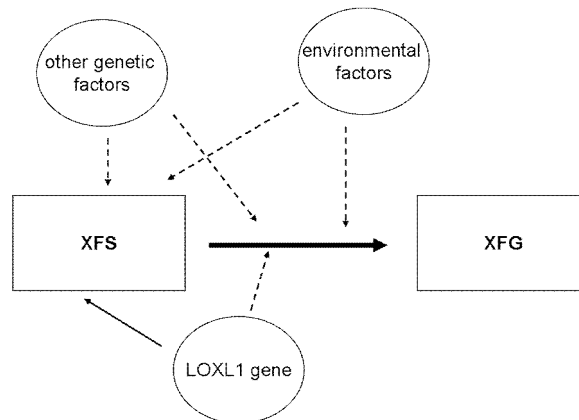 other genetic
factors
environmental
factors
XFS
XFG
LOXL1 gene